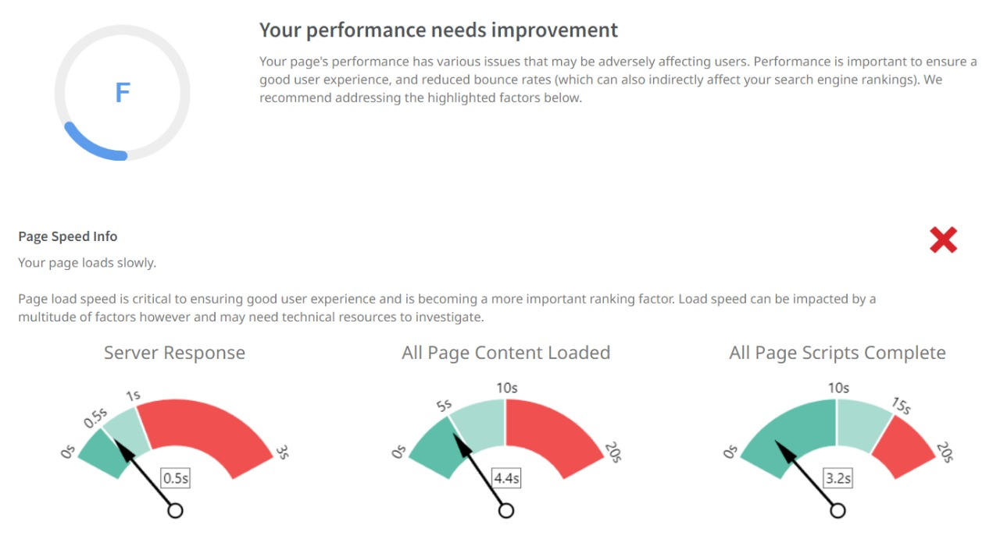 F
Your performance needs improvement
Your page's performance has various issues that may be adversely affecting users. Performance is important to ensure a
good user experience, and reduced bounce rates (which can also indirectly affect your search engine rankings). We
recommend addressing the highlighted factors below.
Page Speed Info
Your page loads slowly.
Page load speed is critical to ensuring good user experience and is becoming a more important ranking factor. Load speed can be impacted by a
multitude of factors however and may need technical resources to investigate.
Server Response
0s
0.5s
1s
3s
0.5s
All Page Content Loaded
0s
5s
10s
20s
4.4s
All Page Scripts Complete
0s
10s
15s
20s
3.2s